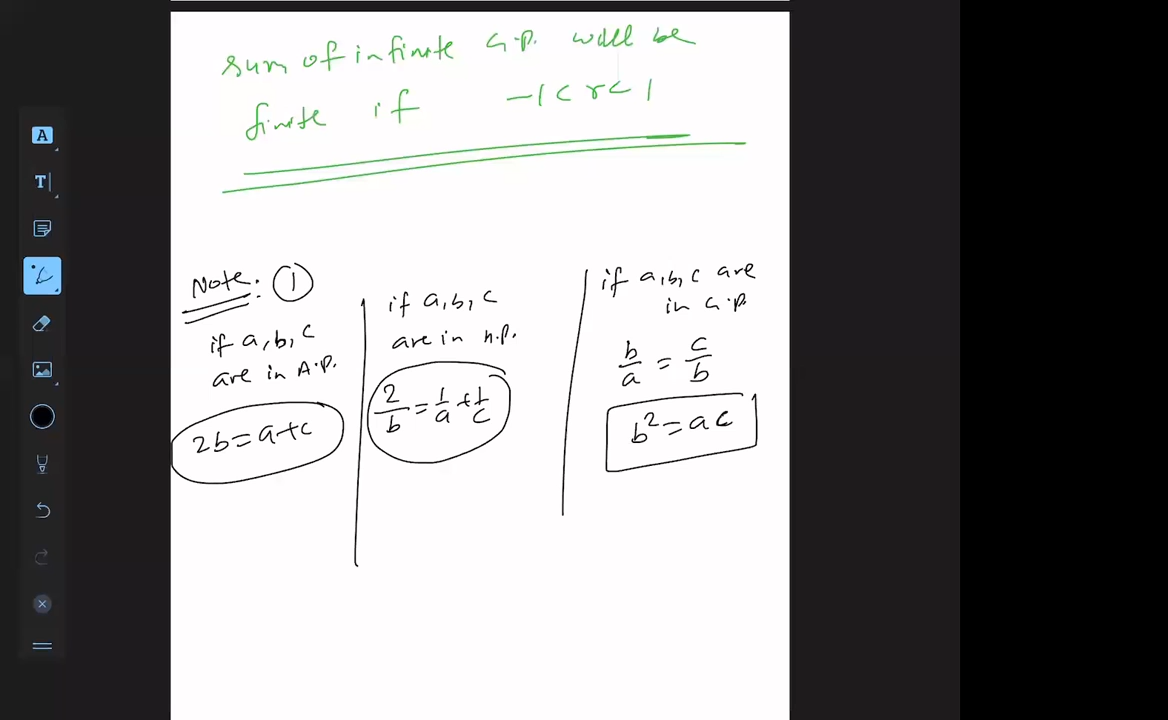 sum of infinite G.P. will be
finite if -1 < r < 1
Note: ①
if a, b, c
are in A.P.
2b = a+c
if a, b, c
are in h.p.
2/b = 1/a + 1/c
if a, b, c are
in G.P.
b/a = c/b
b² = ac